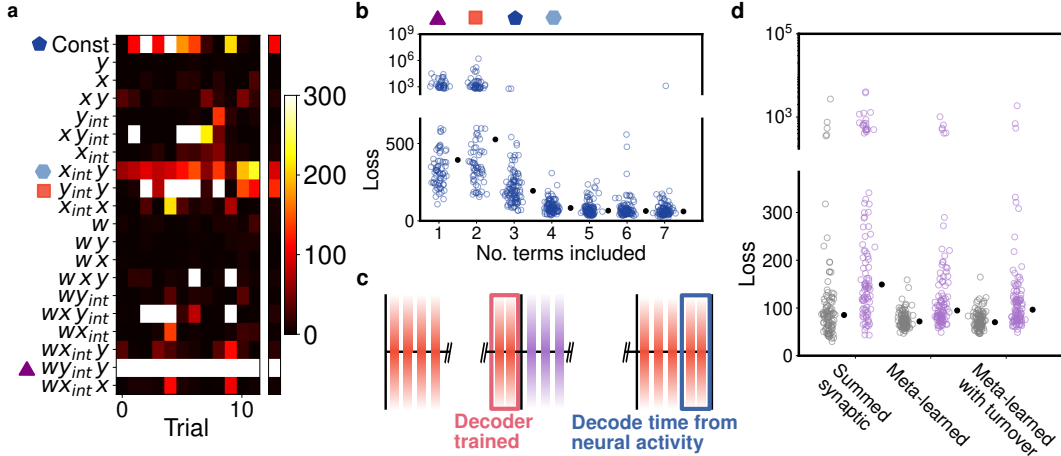 a
Const
y
x
x y
y_int
x y_int
x_int
x_int y
y_int y
x_int x
w
w y
w x
w x y
wy_int
wx y_int
wx_int
wx_int y
wy_int y
wx_int x
0
10
Trial
300
200
100
0
b
10^9
10^6
10^3
500
0
Loss
1 2 3 4 5 6 7
No. terms included
c
Decoder
trained
Decode time from
neural activity
d
10^5
10^3
300
200
100
0
Loss
Summed
synaptic
Meta-learned
Meta-learned
with turnover